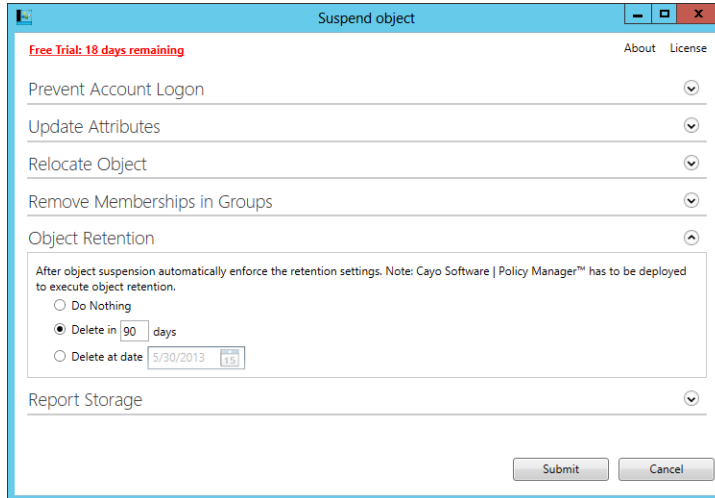 Suspend object
Free Trial: 18 days remaining
About License
Prevent Account Logon
Update Attributes
Relocate Object
Remove Memberships in Groups
Object Retention
After object suspension automatically enforce the retention settings. Note: Cayo Software | Policy Manager™ has to be deployed
to execute object retention.
Do Nothing
Delete in 90 days
Delete at date 5/30/2013 15
Report Storage
Submit Cancel